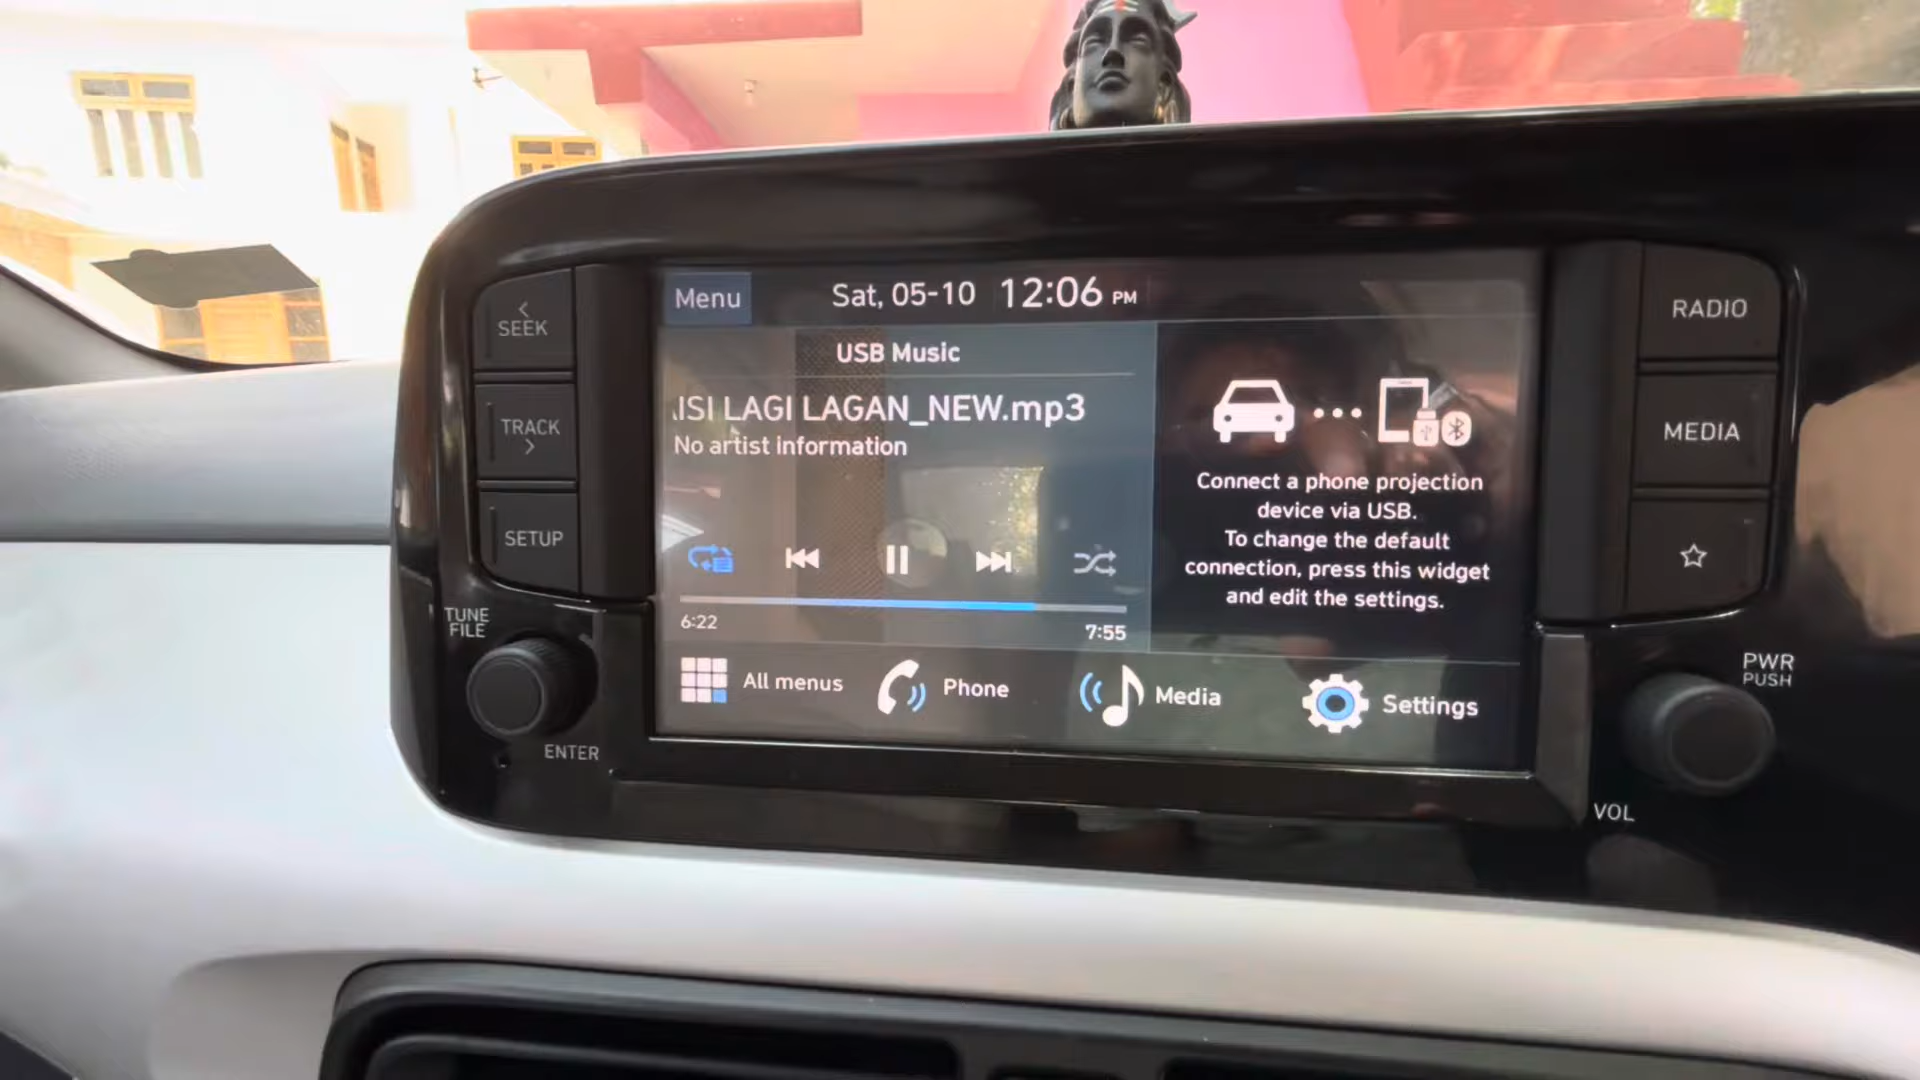 SEEK
TRACK
SETUP
TUNE
FILE
ENTER
Menu
Sat, 05-10 12:06 PM
USB Music
ISI LAGI LAGAN_NEW.mp3
No artist information
6:22
7:55
Connect a phone projection
device via USB.
To change the default
connection, press this widget
and edit the settings.
All menus
Phone
Media
Settings
RADIO
MEDIA
PWR
PUSH
VOL